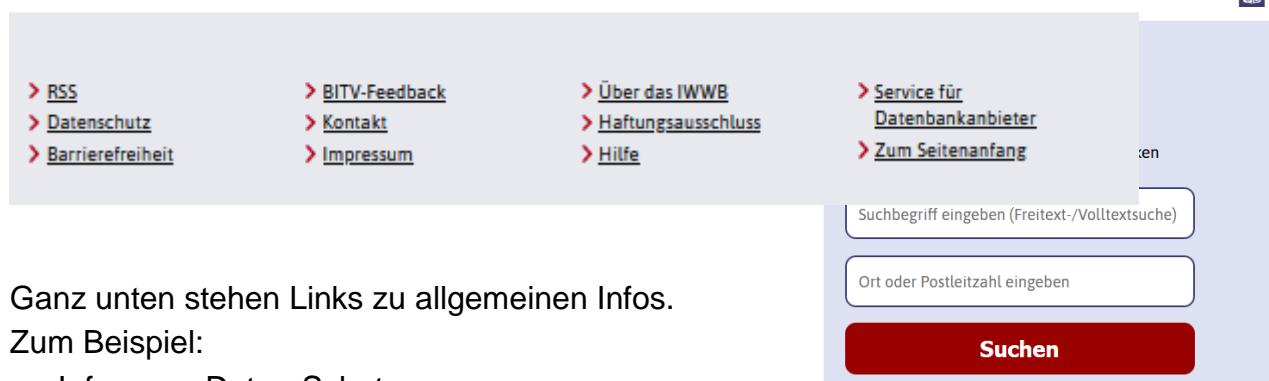 RSS
Datenschutz
Barrierefreiheit
BITV-Feedback
Kontakt
Impressum
Über das IWWB
Haftungsausschluss
Hilfe
Service für
Datenbankanbieter
Zum Seitenanfang
Suchbegriff eingeben (Freitext-/Volltextsuche)
Ort oder Postleitzahl eingeben
Suchen
Ganz unten stehen Links zu allgemeinen Infos.
Zum Beispiel: